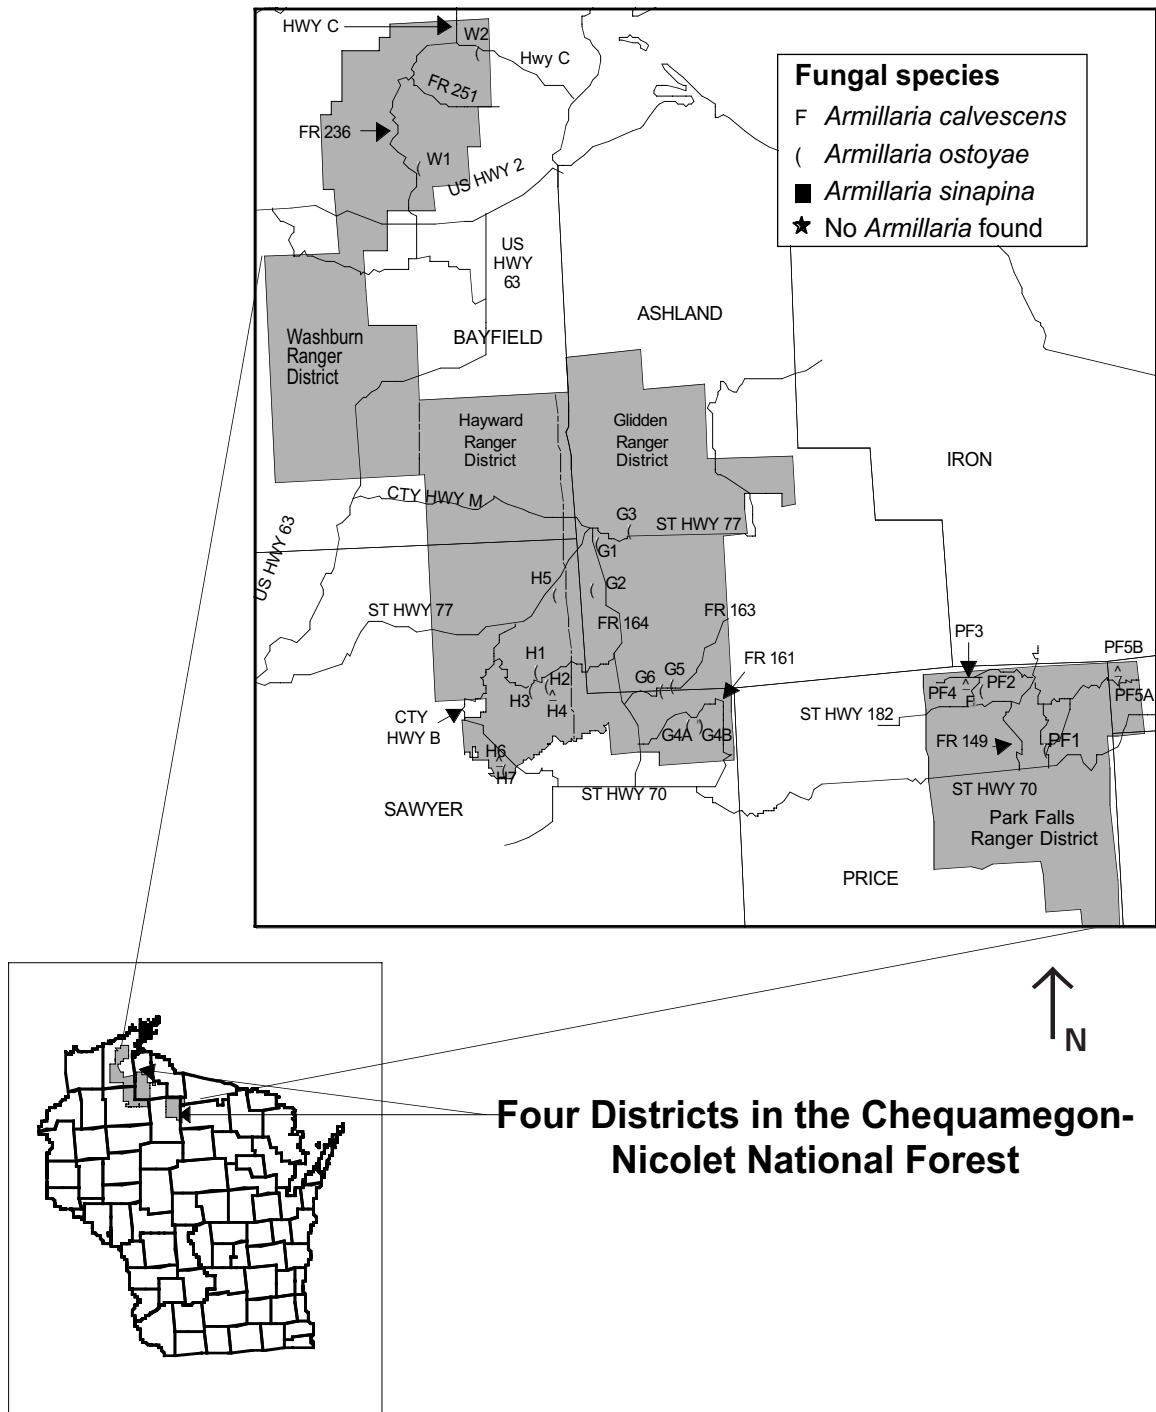 HWY C
W2
Hwy C
FR 251
FR 236
W1
US HWY 2
Fungal species
F Armillaria calvescens
( Armillaria ostoyae
■ Armillaria sinapina
★ No Armillaria found
US
HWY
63
ASHLAND
BAYFIELD
Washburn
Ranger
District
Hayward
Ranger
District
Glidden
Ranger
District
IRON
CTY HWY M
G3
ST HWY 77
G1
US HWY 63
H5
G2
ST HWY 77
FR 164
FR 163
H1
H2
H3
H4
G6
G5
FR 161
PF3
PF5B
PF4
F
PF2
PF5A
CTY
HWY B
ST HWY 182
G4A
G4B
FR 149
PF1
H6
H7
ST HWY 70
ST HWY 70
SAWYER
Park Falls
Ranger District
PRICE
N
Four Districts in the Chequamegon-
Nicolet National Forest